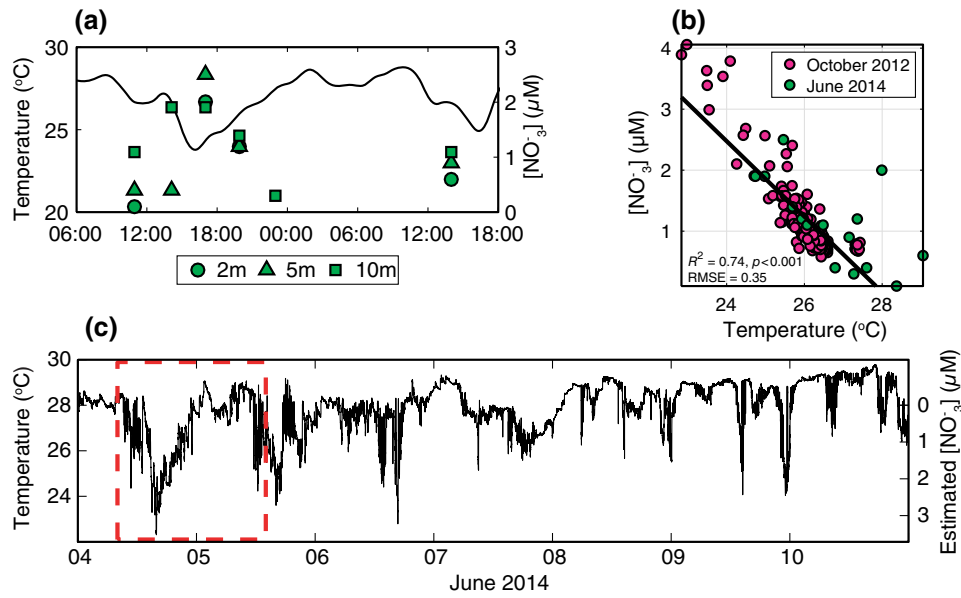 (a)
Temperature (°C)
30
25
20
3
2
1
0
[NO⁻₃] (µM)
06:00 12:00 18:00 00:00 06:00 12:00 18:00
2m 5m 10m
(b)
[NO⁻₃] (µM)
4
3
2
1
October 2012
June 2014
R² = 0.74, p<0.001
RMSE = 0.35
24 26 28
Temperature (°C)
(c)
Temperature (°C)
30
28
26
24
22
0
1
2
3
Estimated [NO⁻₃] (µM)
04 05 06 07 08 09 10
June 2014